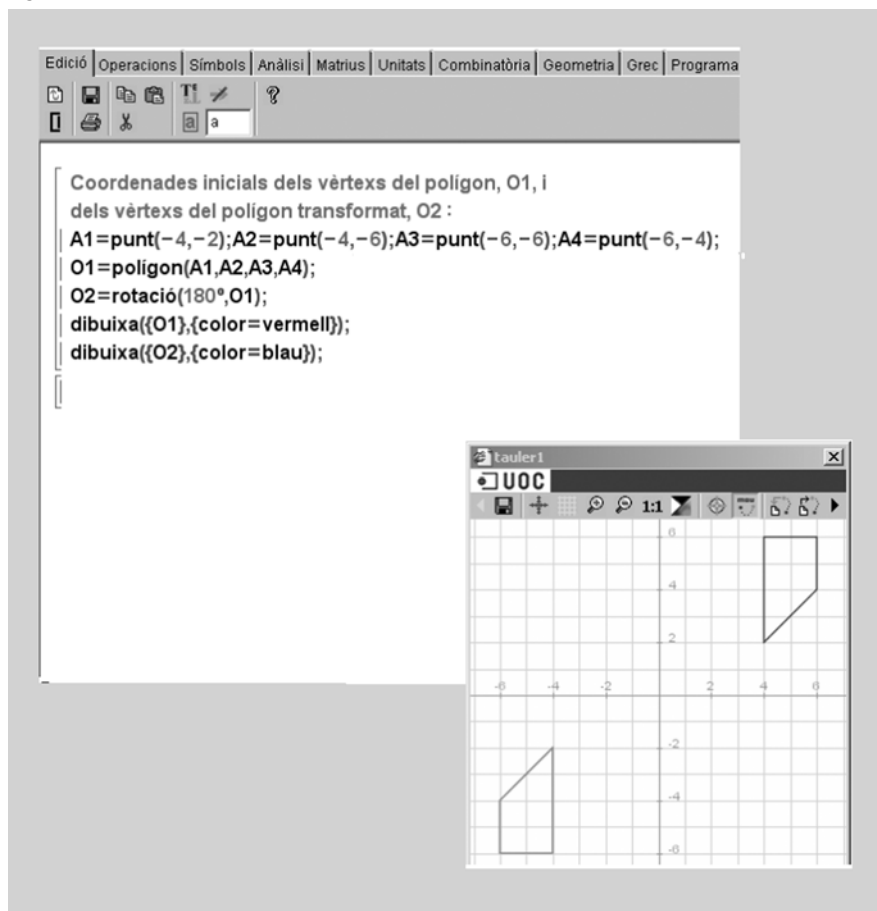 Edició Operacions Símbols Anàlisi Matrius Unitats Combinatòria Geometria Grec Programa
a a
Coordenades inicials dels vèrtexs del polígon, O1, i
dels vèrtexs del polígon transformat, O2 :
A1=punt(−4,−2);A2=punt(−4,−6);A3=punt(−6,−6);A4=punt(−6,−4);
O1=polígon(A1,A2,A3,A4);
O2=rotació(180º,O1);
dibuixa({O1},{color=vermell});
dibuixa({O2},{color=blau});
tauler1
UOC
1:1
6
4
2
-6 -4 -2 2 4 6
-2
-4
-6